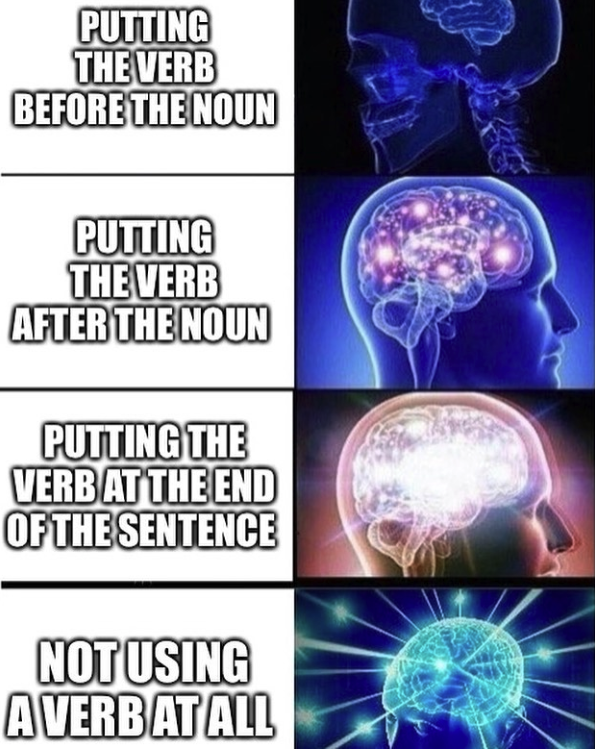 PUTTING
THE VERB
BEFORE THE NOUN
PUTTING
THE VERB
AFTER THE NOUN
PUTTING THE
VERB AT THE END
OF THE SENTENCE
NOT USING
A VERB AT ALL